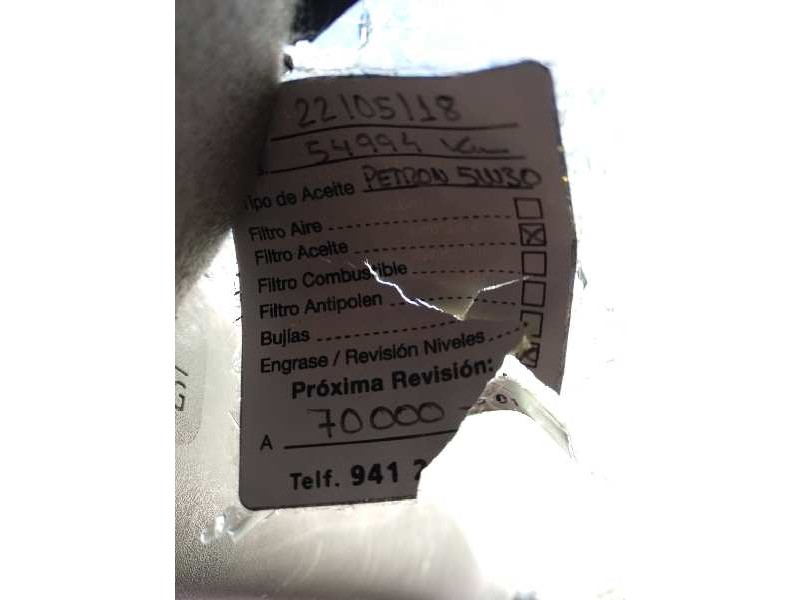 22/05/18
54994 Km
Tipo de Aceite PETRON 5W30
Filtro Aire
Filtro Aceite
Filtro Combustible
Filtro Antipolen
Bujías
Engrase / Revisión Niveles
Próxima Revisión:
A 70000
Telf. 941